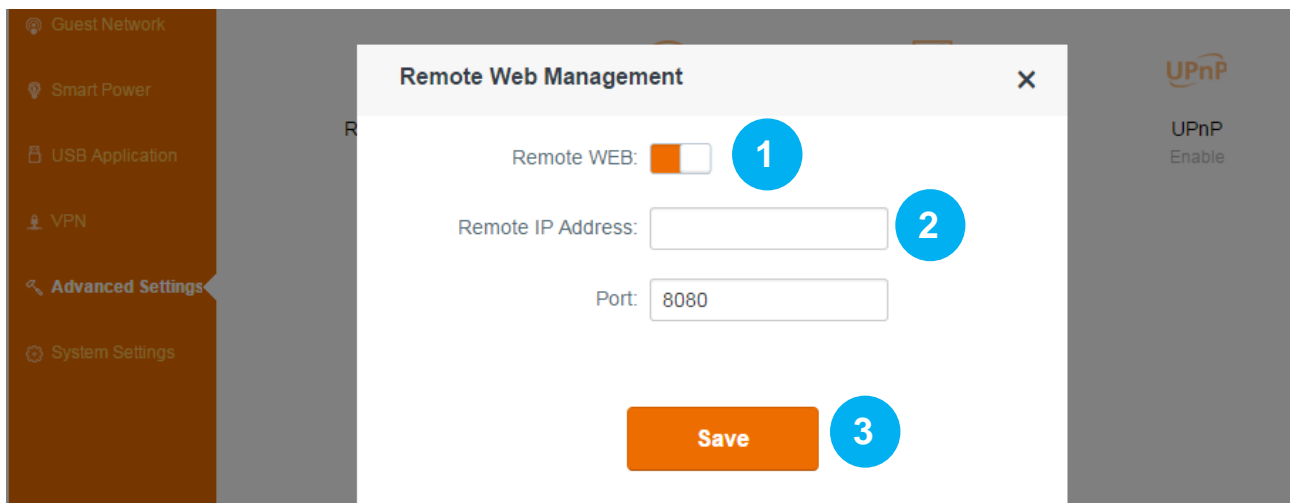 Guest Network
Smart Power
USB Application
VPN
Advanced Settings
System Settings
Remote Web Management
×
R
Remote WEB:
1
Remote IP Address:
2
Port: 8080
Save
3
UPnP
UPnP
Enable